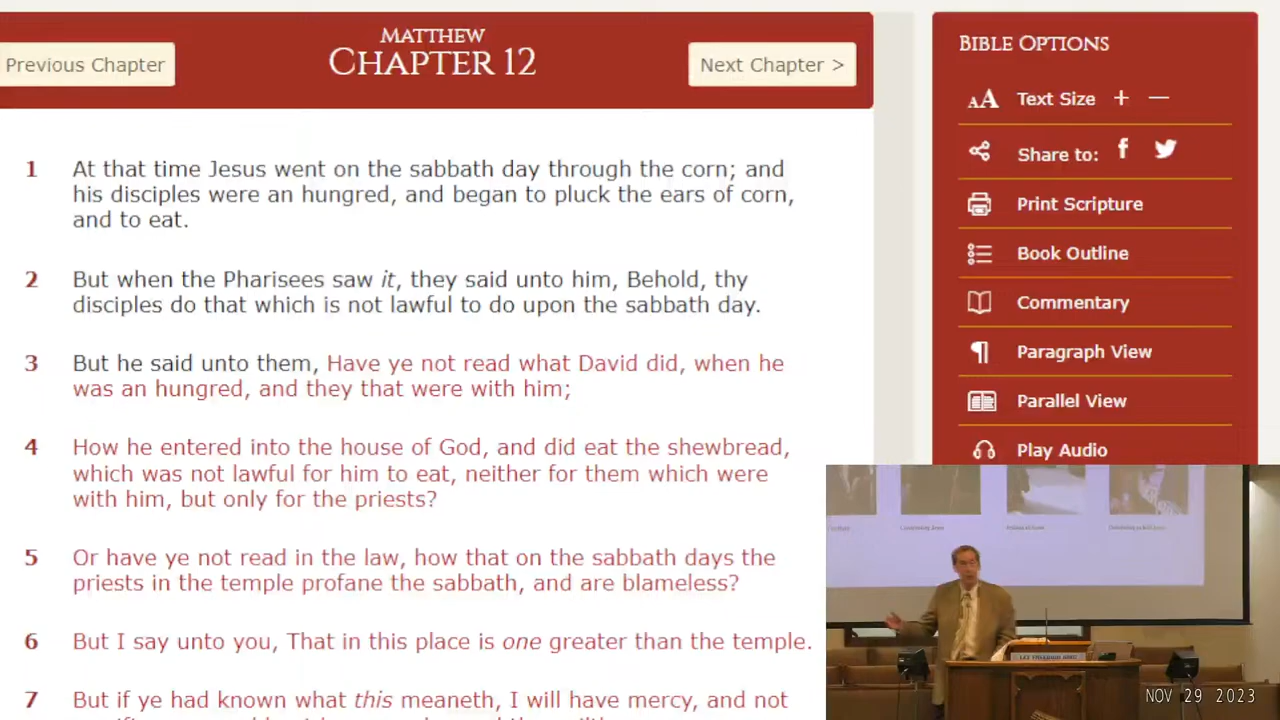 MATTHEW
CHAPTER 12
Previous Chapter
Next Chapter >
1 At that time Jesus went on the sabbath day through the corn; and
his disciples were an hungred, and began to pluck the ears of corn,
and to eat.
2 But when the Pharisees saw it, they said unto him, Behold, thy
disciples do that which is not lawful to do upon the sabbath day.
3 But he said unto them, Have ye not read what David did, when he
was an hungred, and they that were with him;
4 How he entered into the house of God, and did eat the shewbread,
which was not lawful for him to eat, neither for them which were
with him, but only for the priests?
5 Or have ye not read in the law, how that on the sabbath days the
priests in the temple profane the sabbath, and are blameless?
6 But I say unto you, That in this place is one greater than the temple.
7 But if ye had known what this meaneth, I will have mercy, and not
BIBLE OPTIONS
AA Text Size + −
Share to: f
Print Scripture
Book Outline
Commentary
¶ Paragraph View
Parallel View
Play Audio
NOV 29 2023